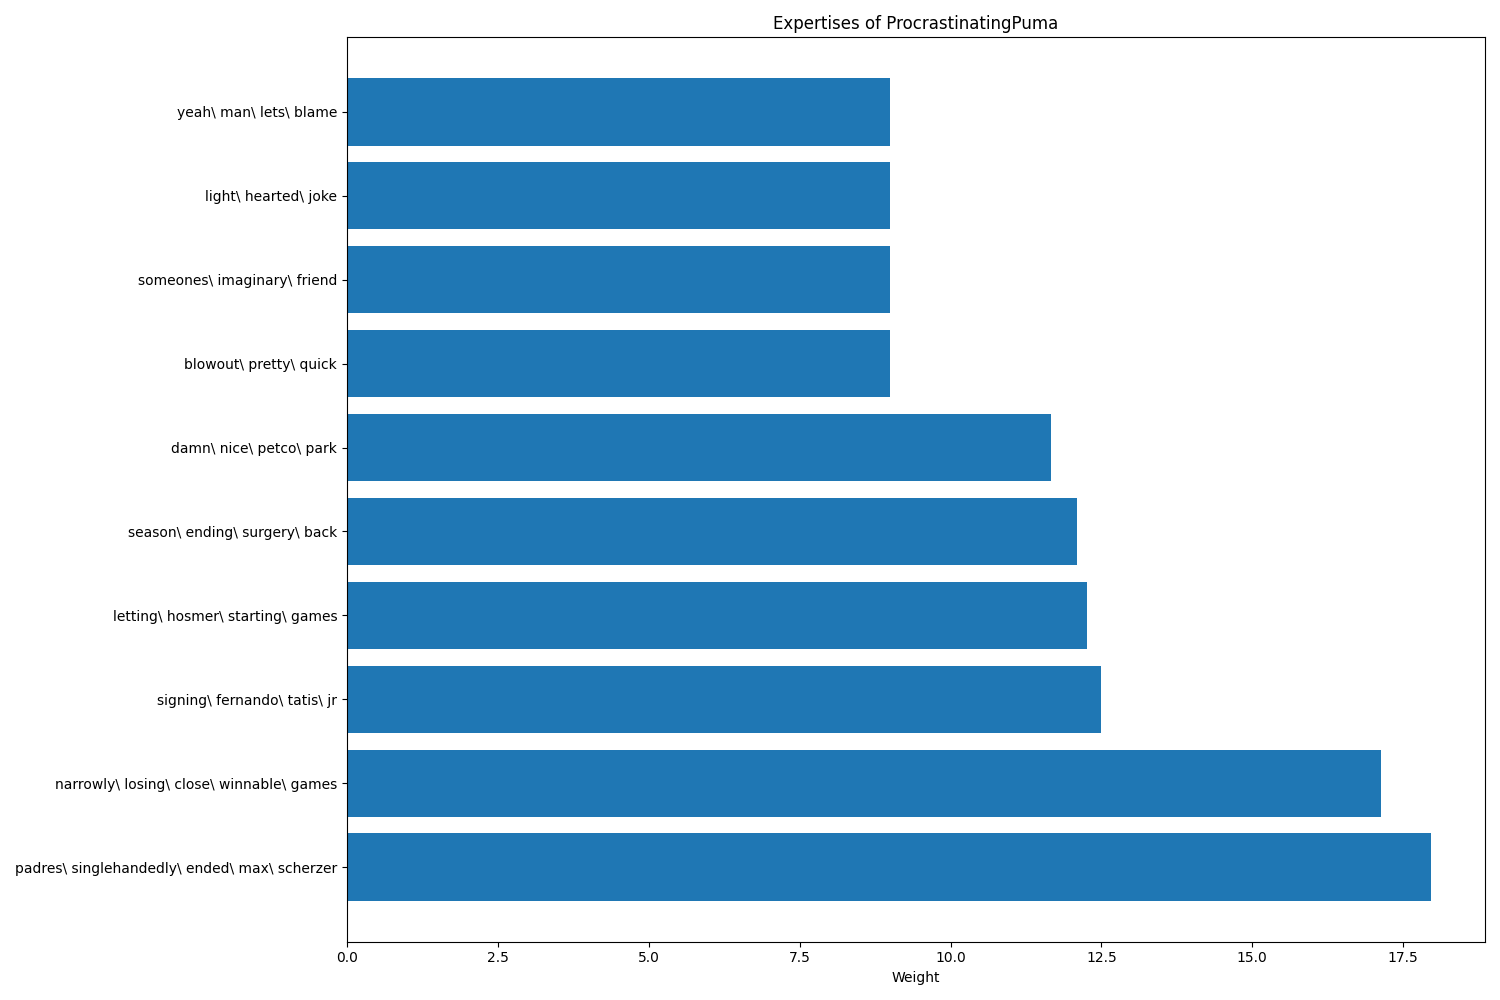 Expertises of ProcrastinatingPuma
yeah\ man\ lets\ blame
light\ hearted\ joke
someones\ imaginary\ friend
blowout\ pretty\ quick
damn\ nice\ petco\ park
season\ ending\ surgery\ back
letting\ hosmer\ starting\ games
signing\ fernando\ tatis\ jr
narrowly\ losing\ close\ winnable\ games
padres\ singlehandedly\ ended\ max\ scherzer
0.0 2.5 5.0 7.5 10.0 12.5 15.0 17.5
Weight